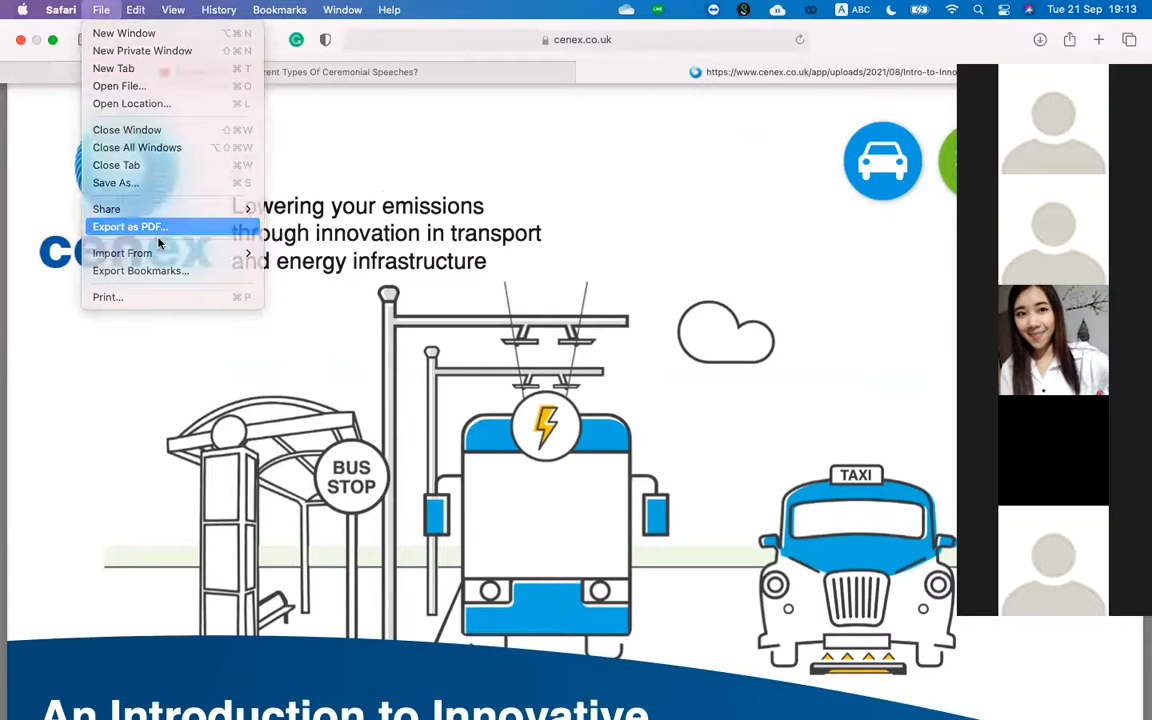 Safari File Edit View History Bookmarks Window Help
A ABC
Tue 21 Sep 19:13
cenex.co.uk
rent Types Of Ceremonial Speeches?
https://www.cenex.co.uk/app/uploads/2021/08/Intro-to-Inno
New Window ⌥⌘N
New Private Window ⇧⌘N
New Tab ⌘T
Open File...
Open Location... ⌘L
Close Window ⇧⌘W
Close All Windows ⌥⇧⌘W
Close Tab ⌘W
Save As... ⌘S
Share
Export as PDF...
Import From
Export Bookmarks...
Print... ⌘P
cenex
Lowering your emissions
through innovation in transport
and energy infrastructure
BUS
STOP
TAXI
An Introduction to Innovative